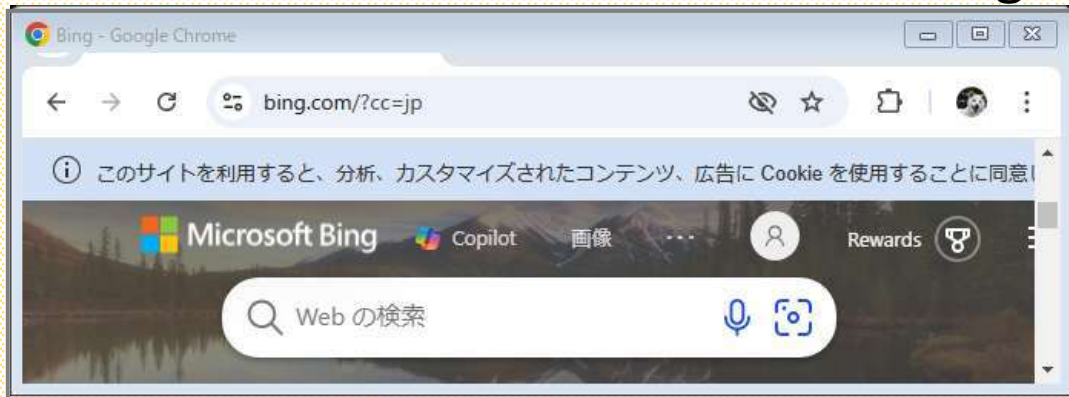 g
Bing - Google Chrome
bing.com/?cc=jp
このサイトを利用すると、分析、カスタマイズされたコンテンツ、広告に Cookie を使用することに同意し
Microsoft Bing Copilot 画像 ... Rewards
Web の検索